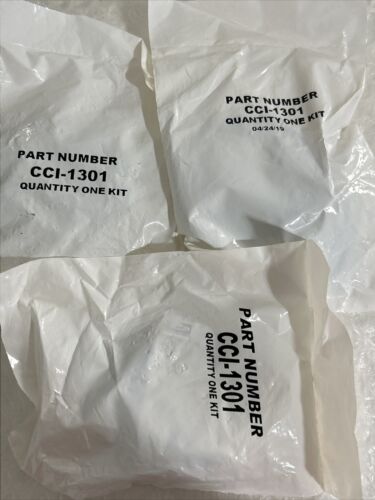 PART NUMBER
CCI-1301
QUANTITY ONE KIT
PART NUMBER
CCI-1301
QUANTITY ONE KIT
04/24/19
PART NUMBER
CCI-1301
QUANTITY ONE KIT